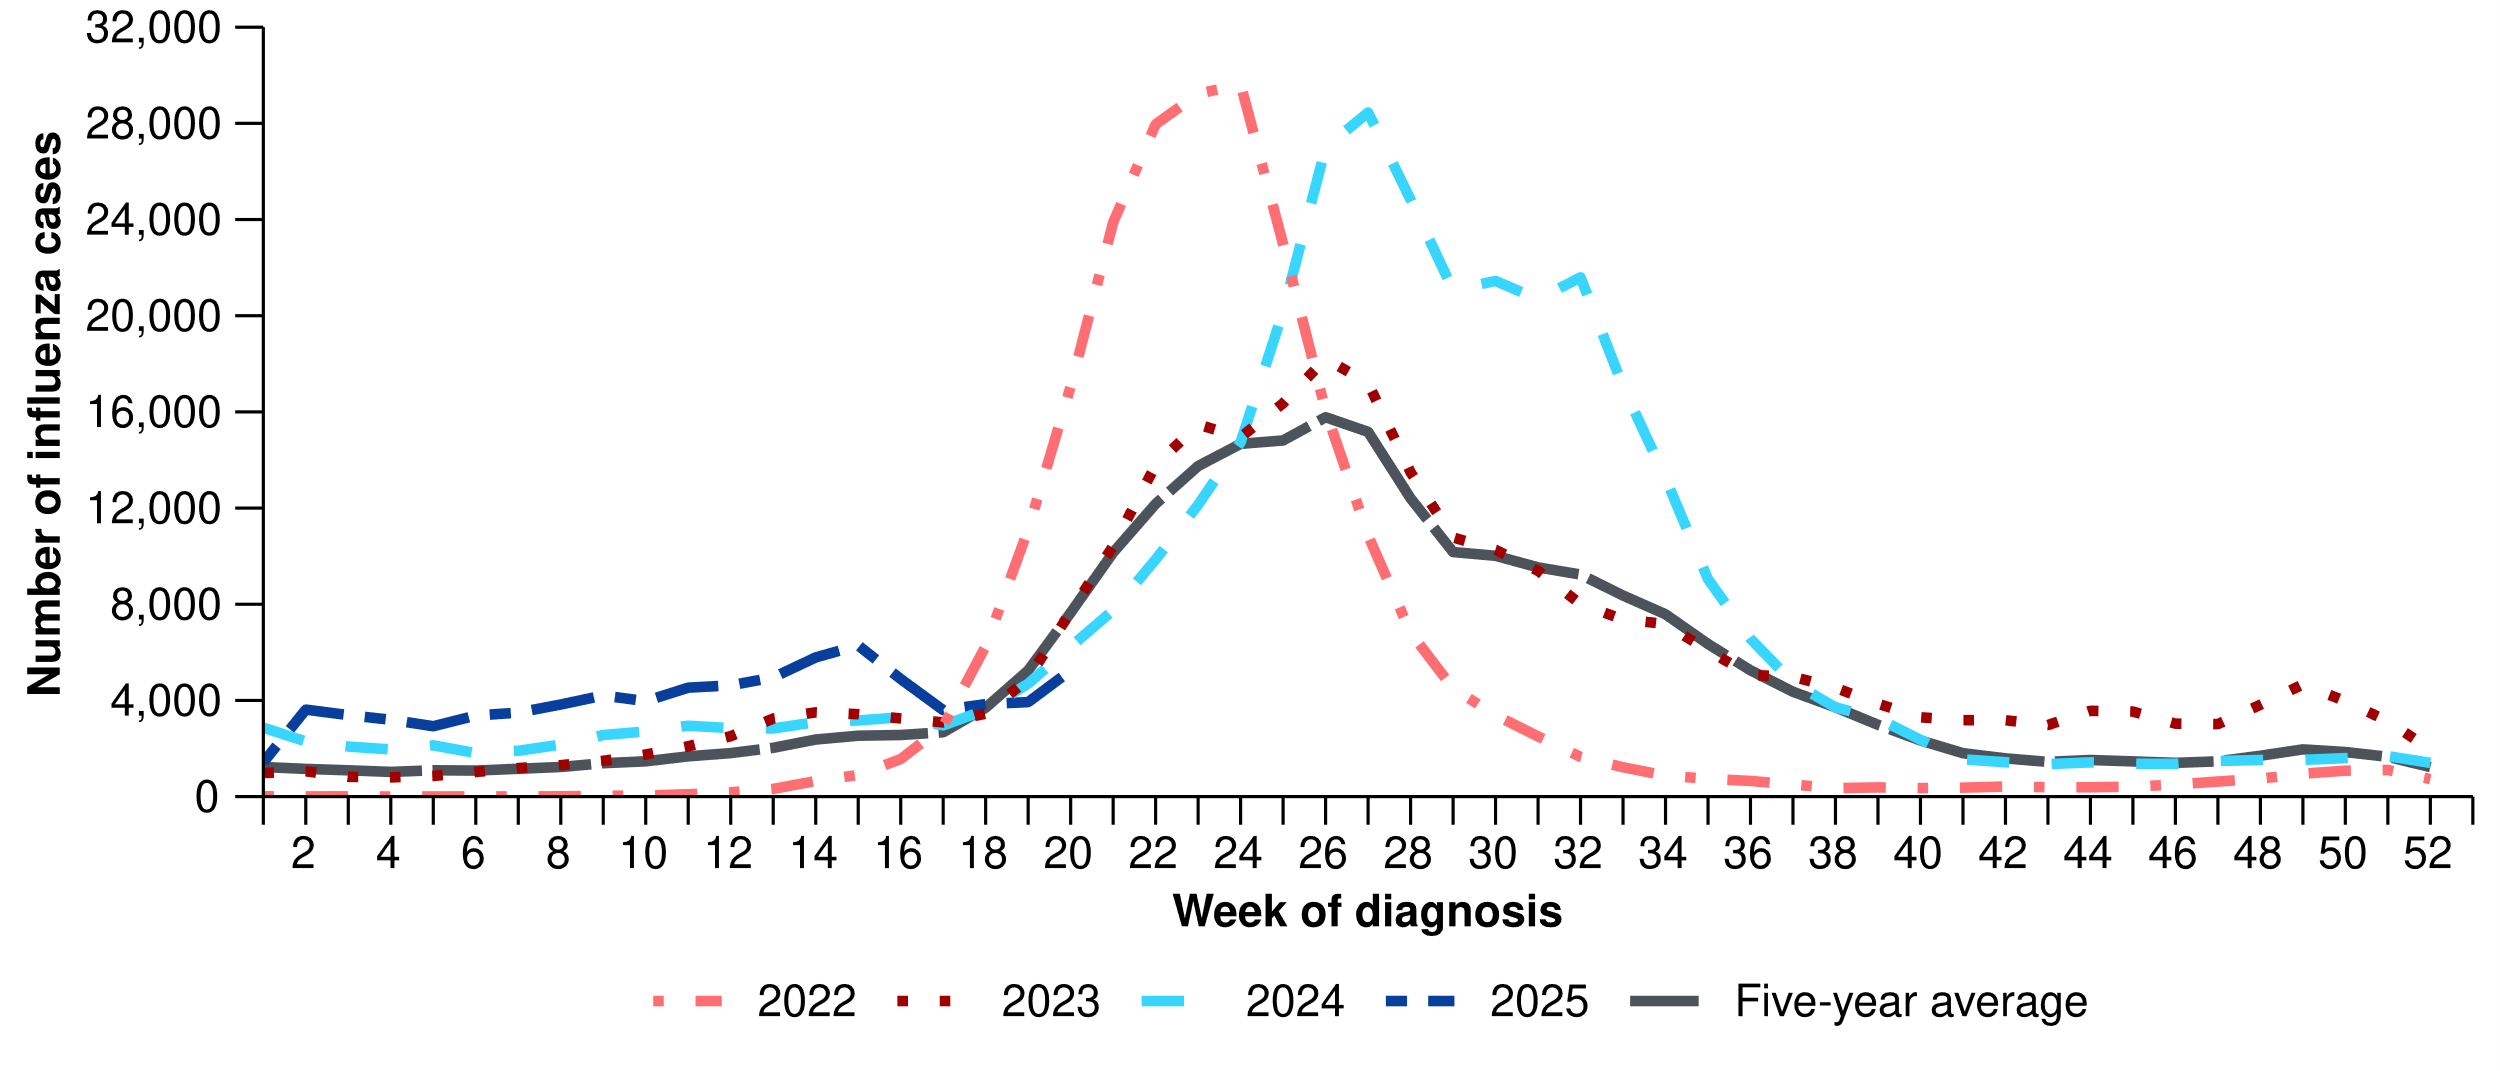 Number of influenza cases
32,000
28,000
24,000
20,000
16,000
12,000
8,000
4,000
0
2 4 6 8 10 12 14 16 18 20 22 24 26 28 30 32 34 36 38 40 42 44 46 48 50 52
Week of diagnosis
2022 2023 2024 2025 Five-year average